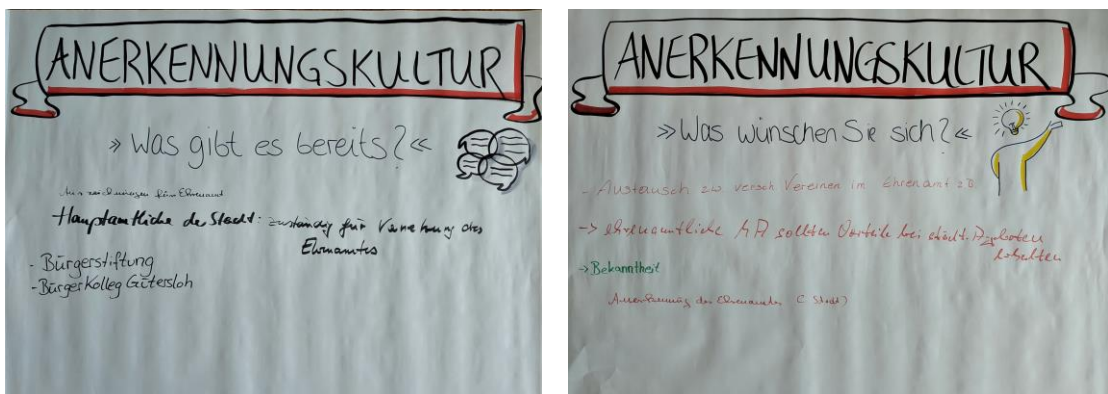 ANERKENNUNGSKULTUR
» Was gibt es bereits? «
für Ehrenamt
Hauptamtliche der Stadt: zuständig für Vernetzung des
Ehrenamtes
- Bürgerstiftung
- BürgerKolleg Gütersloh
ANERKENNUNGSKULTUR
» Was wünschen Sie sich? «
- Austausch zw versch Vereinen im Ehrenamt
-> ehrenamtliche MA sollten Vorteile bei städt.
erhalten
-> Bekanntheit
Anerkennung des Ehrenamtes ( Stadt)